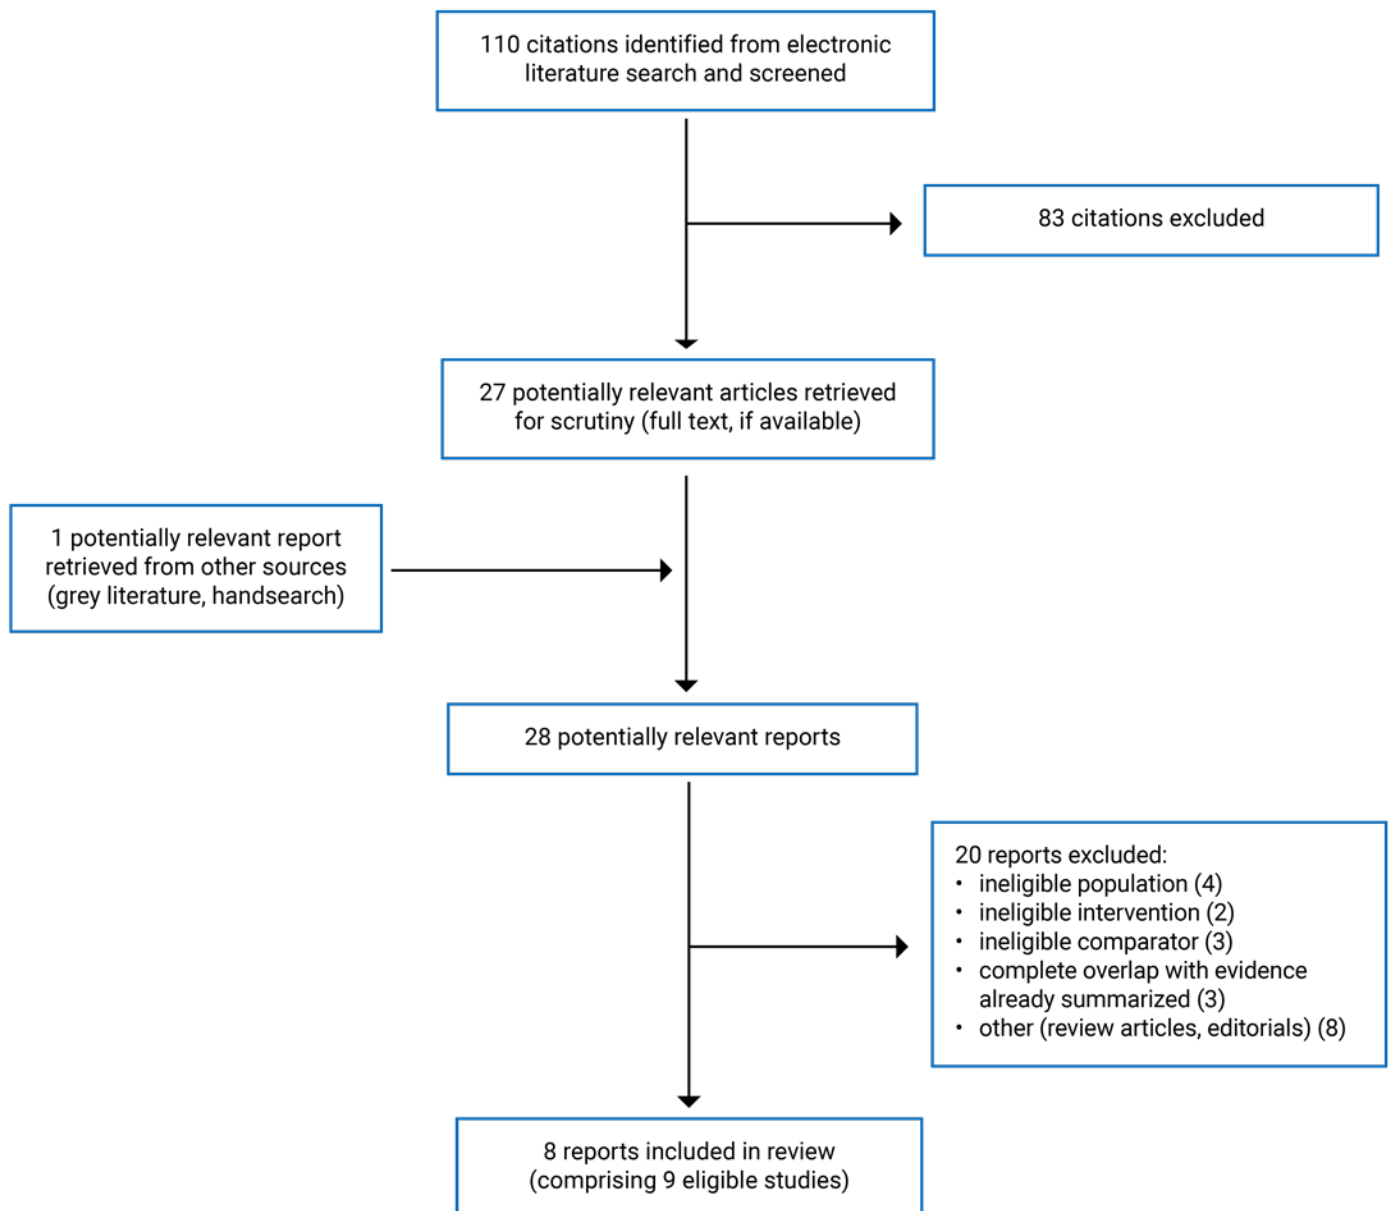 110 citations identified from electronic
literature search and screened
83 citations excluded
27 potentially relevant articles retrieved
for scrutiny (full text, if available)
1 potentially relevant report
retrieved from other sources
(grey literature, handsearch)
28 potentially relevant reports
20 reports excluded:
• ineligible population (4)
• ineligible intervention (2)
• ineligible comparator (3)
• complete overlap with evidence
already summarized (3)
• other (review articles, editorials) (8)
8 reports included in review
(comprising 9 eligible studies)